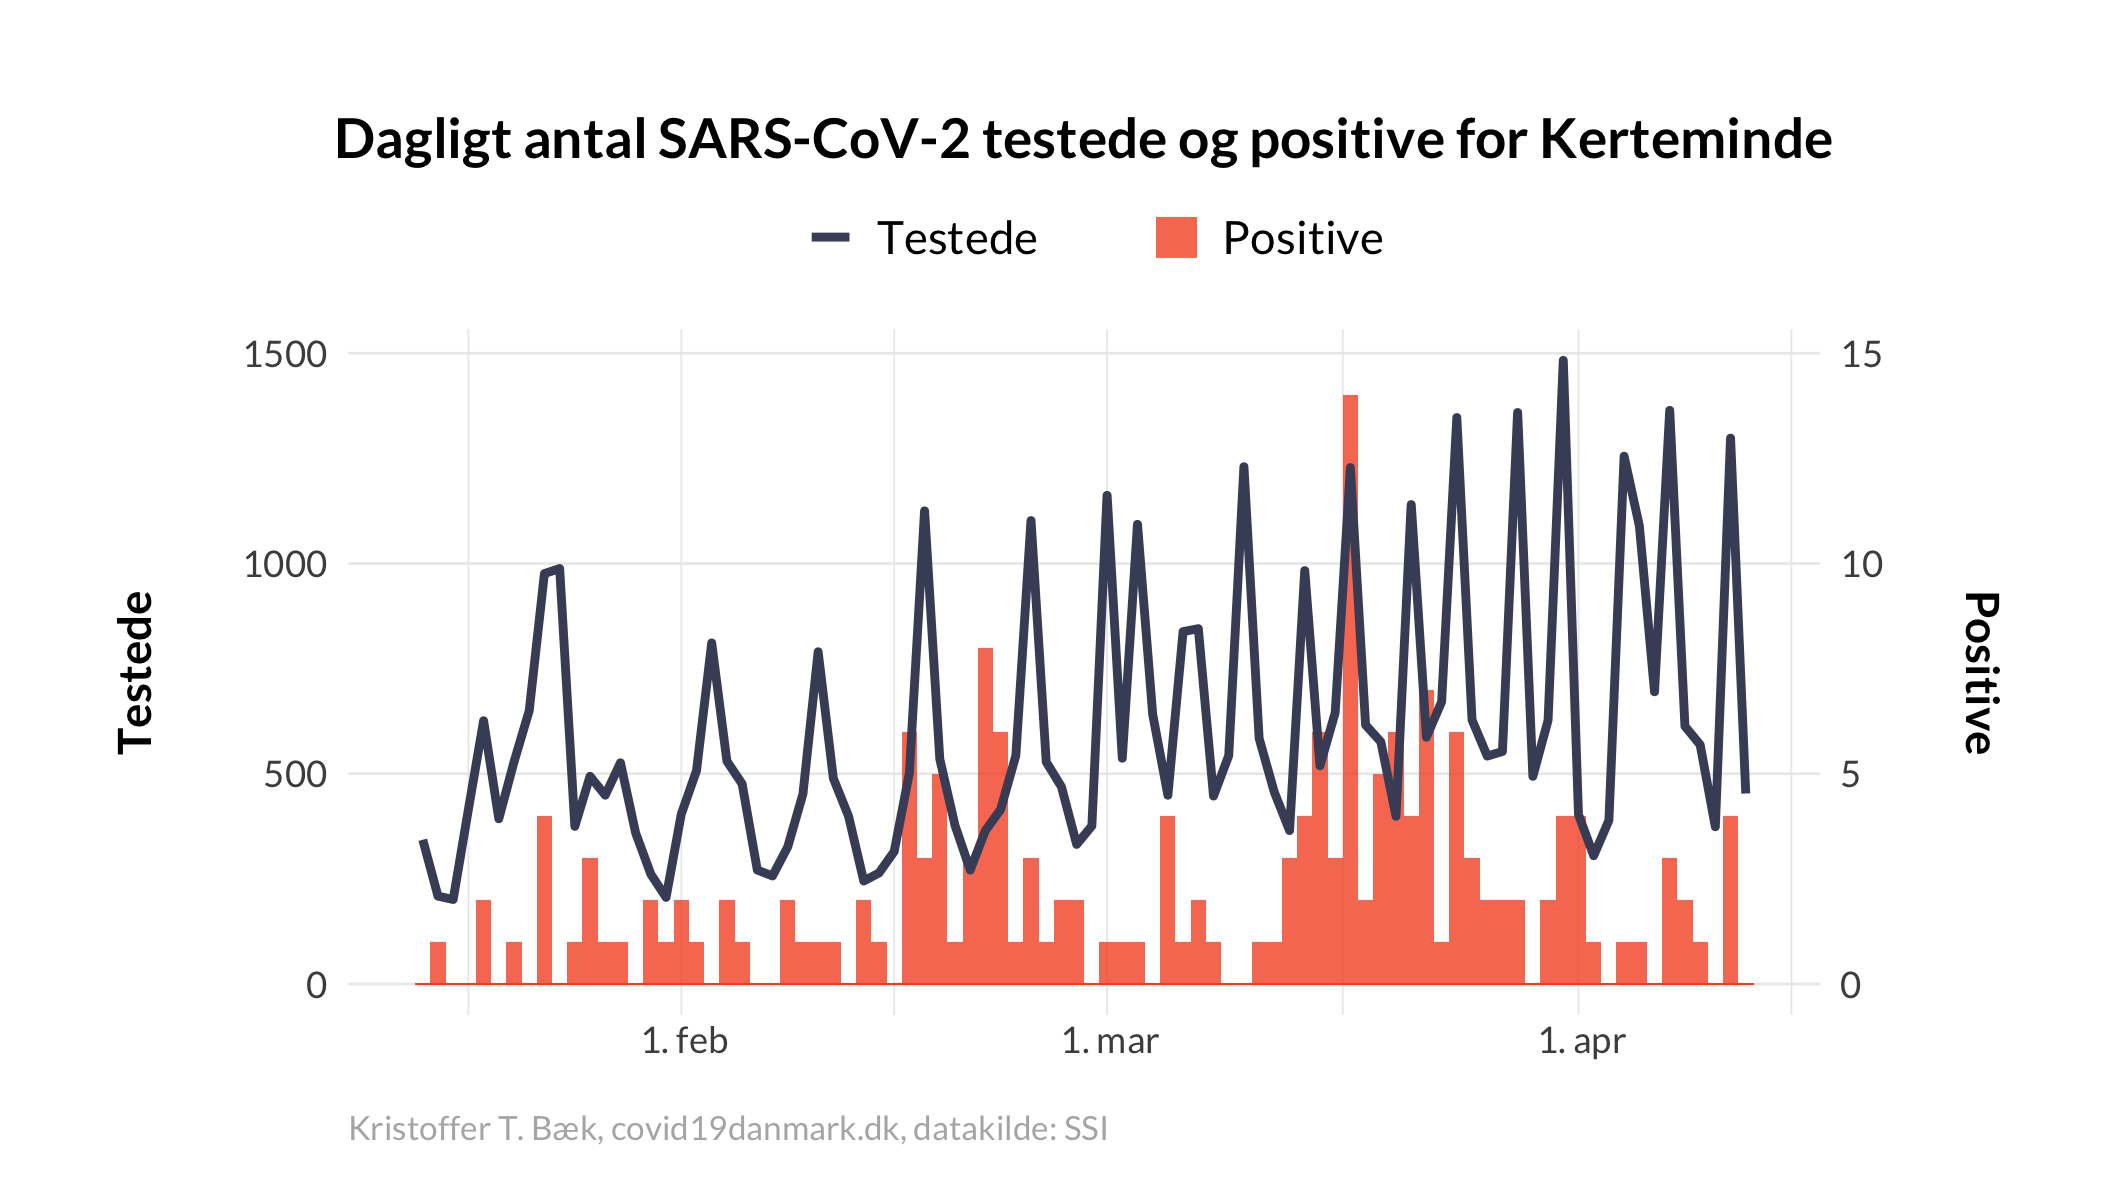 Dagligt antal SARS-CoV-2 testede og positive for Kerteminde
Testede
Positive
1500
1000
500
0
15
10
5
0
Testede
Positive
1. feb
1. mar
1. apr
Kristoffer T. Bæk, covid19danmark.dk, datakilde: SSI